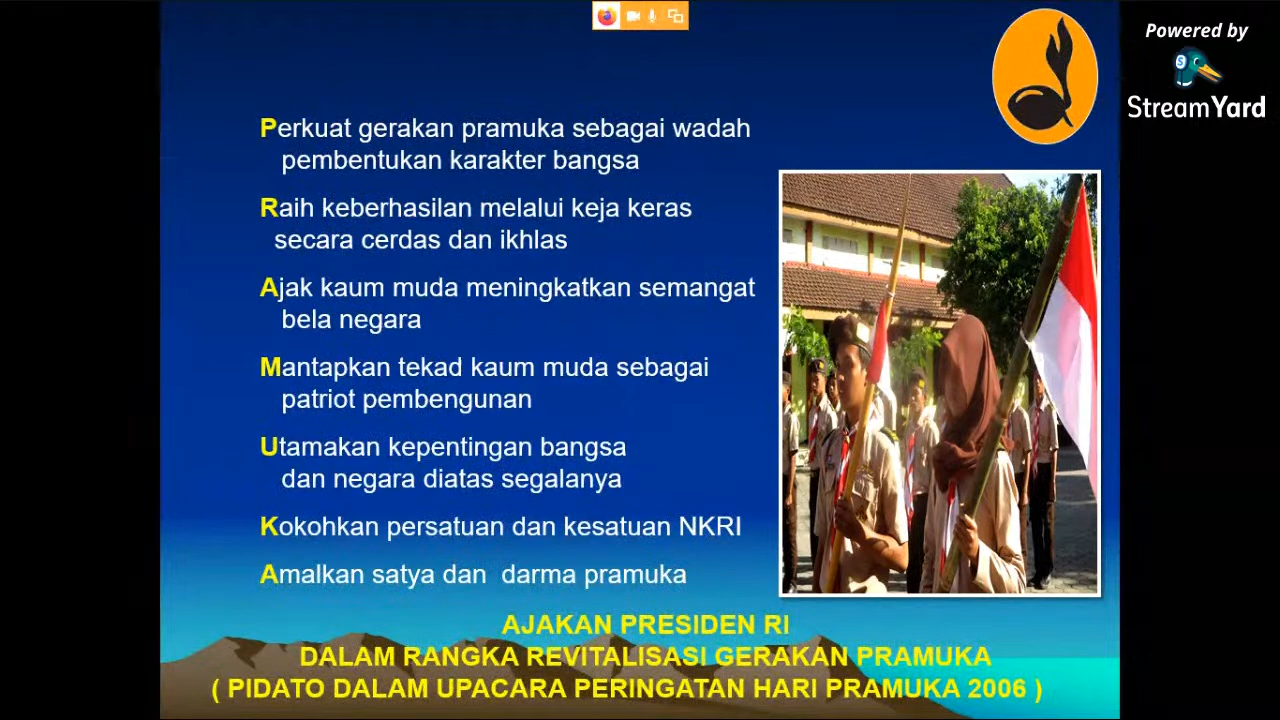 Powered by
StreamYard
Perkuat gerakan pramuka sebagai wadah
pembentukan karakter bangsa
Raih keberhasilan melalui keja keras
secara cerdas dan ikhlas
Ajak kaum muda meningkatkan semangat
bela negara
Mantapkan tekad kaum muda sebagai
patriot pembengunan
Utamakan kepentingan bangsa
dan negara diatas segalanya
Kokohkan persatuan dan kesatuan NKRI
Amalkan satya dan darma pramuka
AJAKAN PRESIDEN RI
DALAM RANGKA REVITALISASI GERAKAN PRAMUKA
( PIDATO DALAM UPACARA PERINGATAN HARI PRAMUKA 2006 )